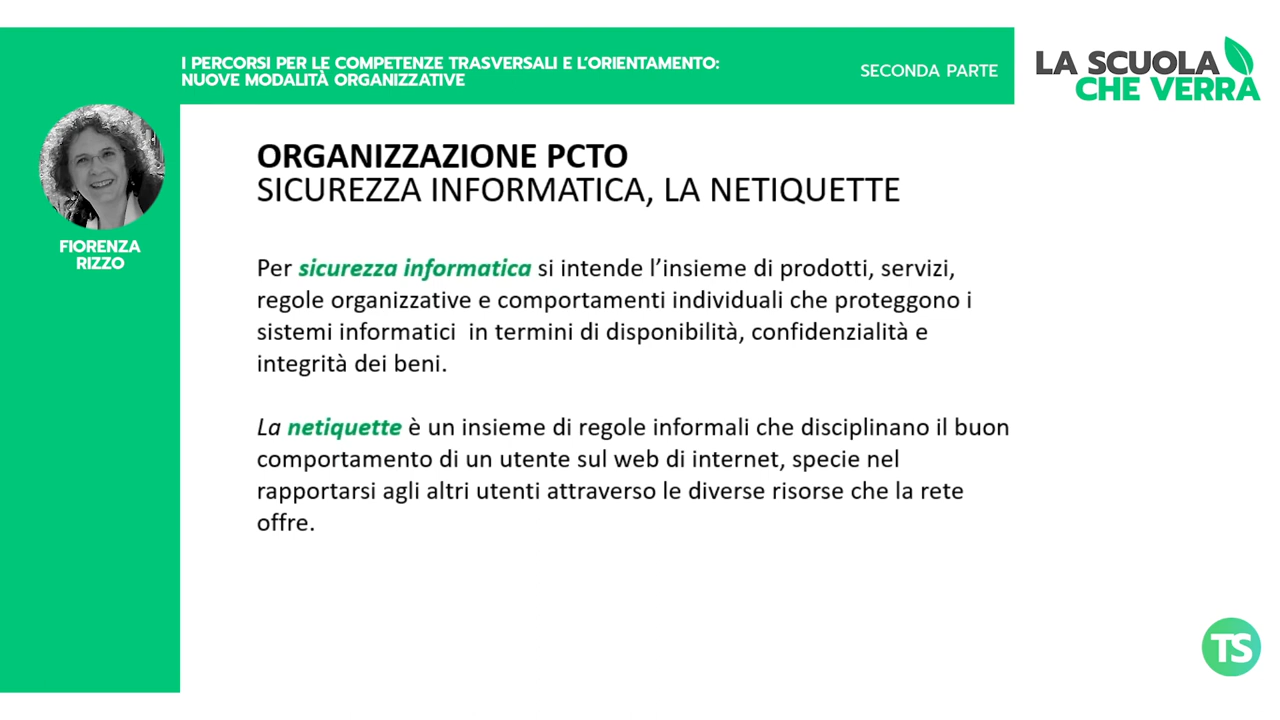 I PERCORSI PER LE COMPETENZE TRASVERSALI E L'ORIENTAMENTO:
NUOVE MODALITÀ ORGANIZZATIVE
SECONDA PARTE
LA SCUOLA
CHE VERRÀ
FIORENZA
RIZZO
ORGANIZZAZIONE PCTO
SICUREZZA INFORMATICA, LA NETIQUETTE
Per sicurezza informatica si intende l'insieme di prodotti, servizi,
regole organizzative e comportamenti individuali che proteggono i
sistemi informatici  in termini di disponibilità, confidenzialità e
integrità dei beni.
La netiquette è un insieme di regole informali che disciplinano il buon
comportamento di un utente sul web di internet, specie nel
rapportarsi agli altri utenti attraverso le diverse risorse che la rete
offre.
TS